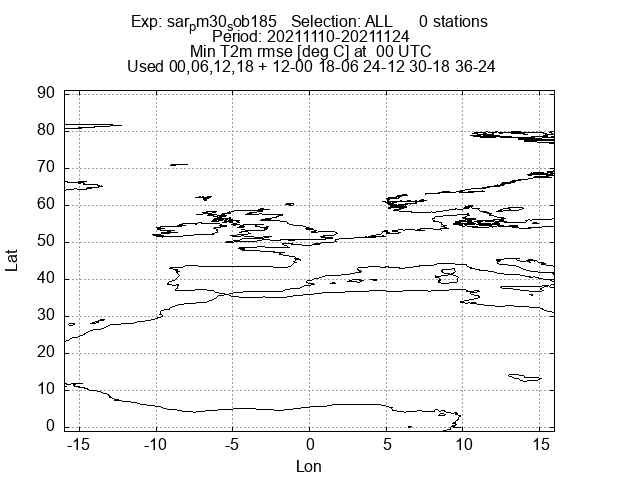 Exp: sarpm30sob185 Selection: ALL 0 stations
Period: 20211110-20211124
Min T2m rmse [deg C] at 00 UTC
Used 00,06,12,18 + 12-00 18-06 24-12 30-18 36-24
90
80
70
60
50
40
30
20
10
0
Lat
-15 -10 -5 0 5 10 15
Lon